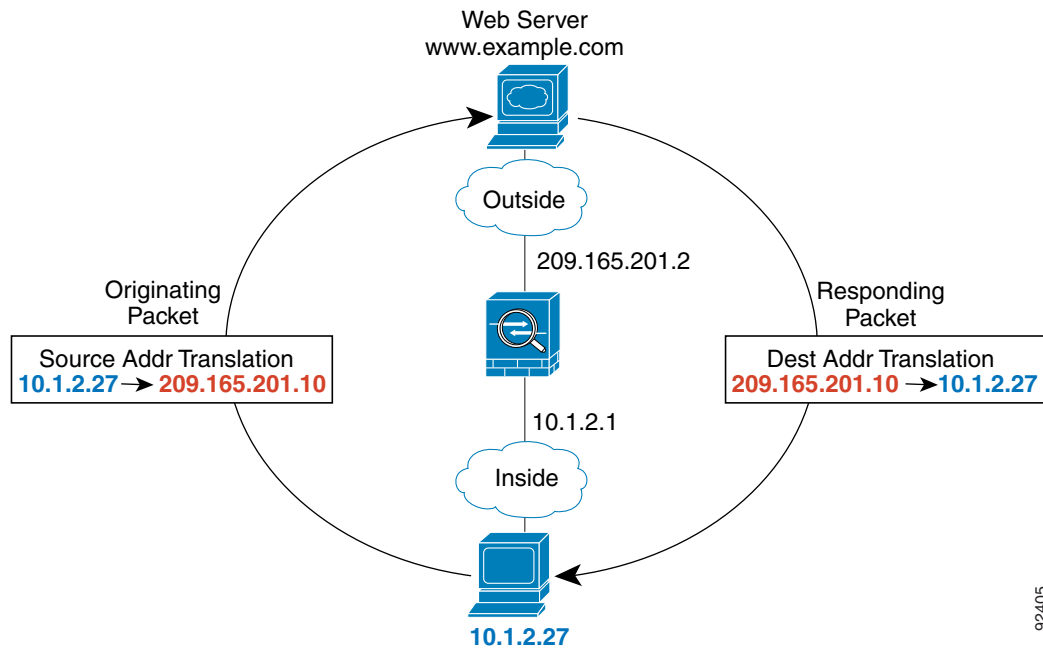 Web Server
www.example.com
Outside
209.165.201.2
Originating
Packet
Responding
Packet
Source Addr Translation
10.1.2.27 209.165.201.10
Dest Addr Translation
209.165.201.10 10.1.2.27
10.1.2.1
Inside
10.1.2.27
92405